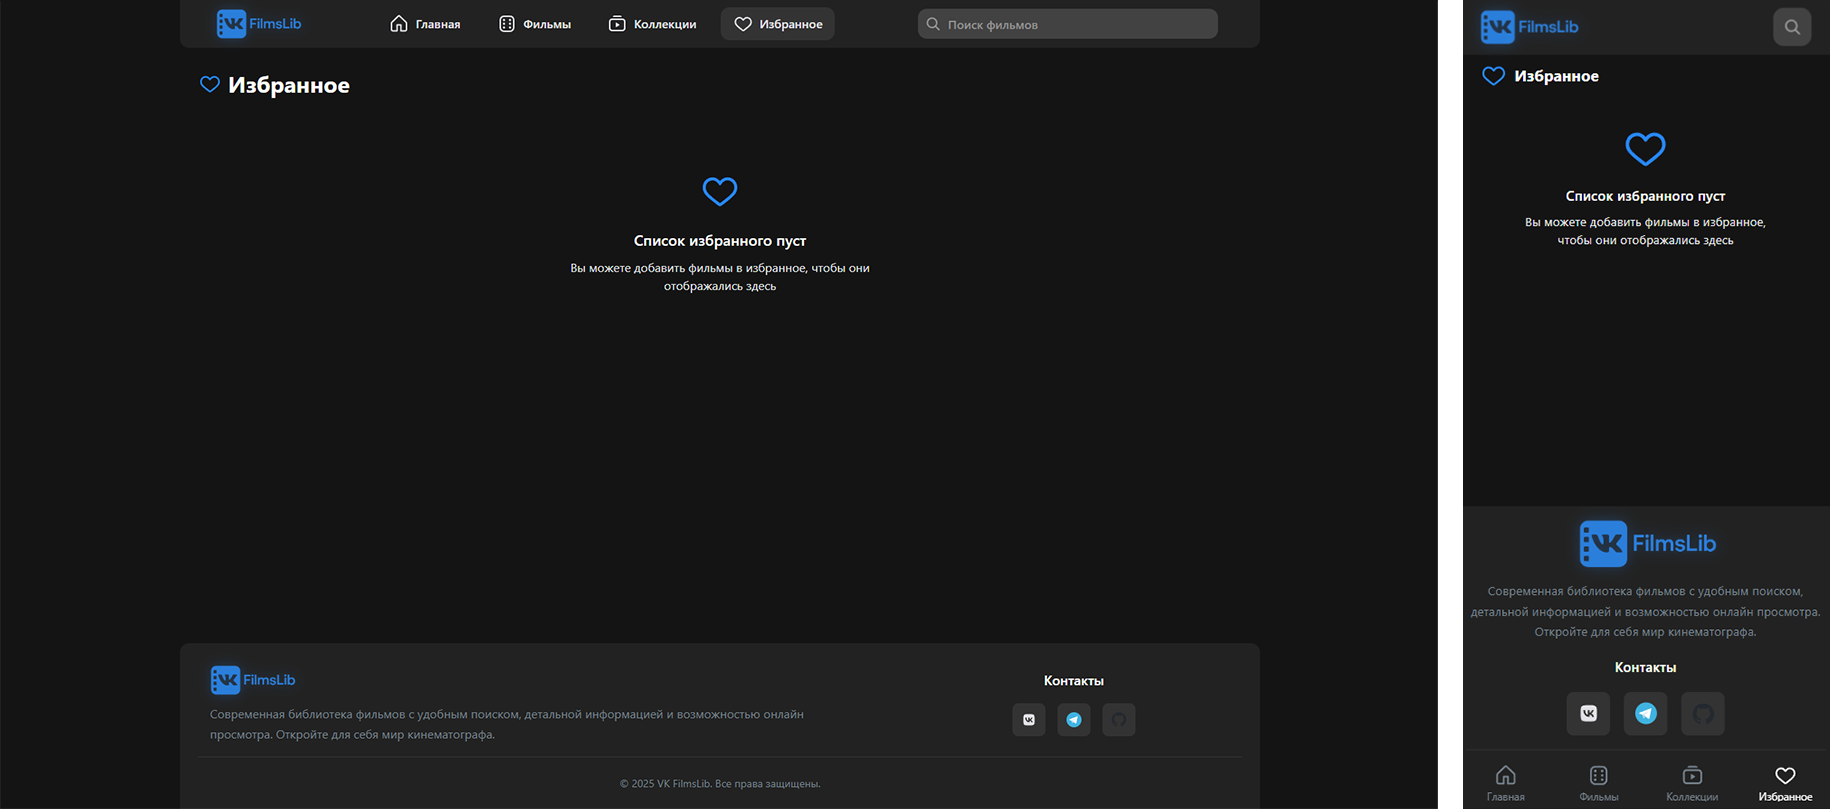 VK FilmsLib
Главная
Фильмы
Коллекции
Избранное
Поиск фильмов
Избранное
Список избранного пуст
Вы можете добавить фильмы в избранное, чтобы они
отображались здесь
VK FilmsLib
Современная библиотека фильмов с удобным поиском, детальной информацией и возможностью онлайн
просмотра. Откройте для себя мир кинематографа.
Контакты
© 2025 VK FilmsLib. Все права защищены.
VK FilmsLib
Избранное
Список избранного пуст
Вы можете добавить фильмы в избранное,
чтобы они отображались здесь
VK FilmsLib
Современная библиотека фильмов с удобным поиском,
детальной информацией и возможностью онлайн просмотра.
Откройте для себя мир кинематографа.
Контакты
Главная
Фильмы
Коллекции
Избранное